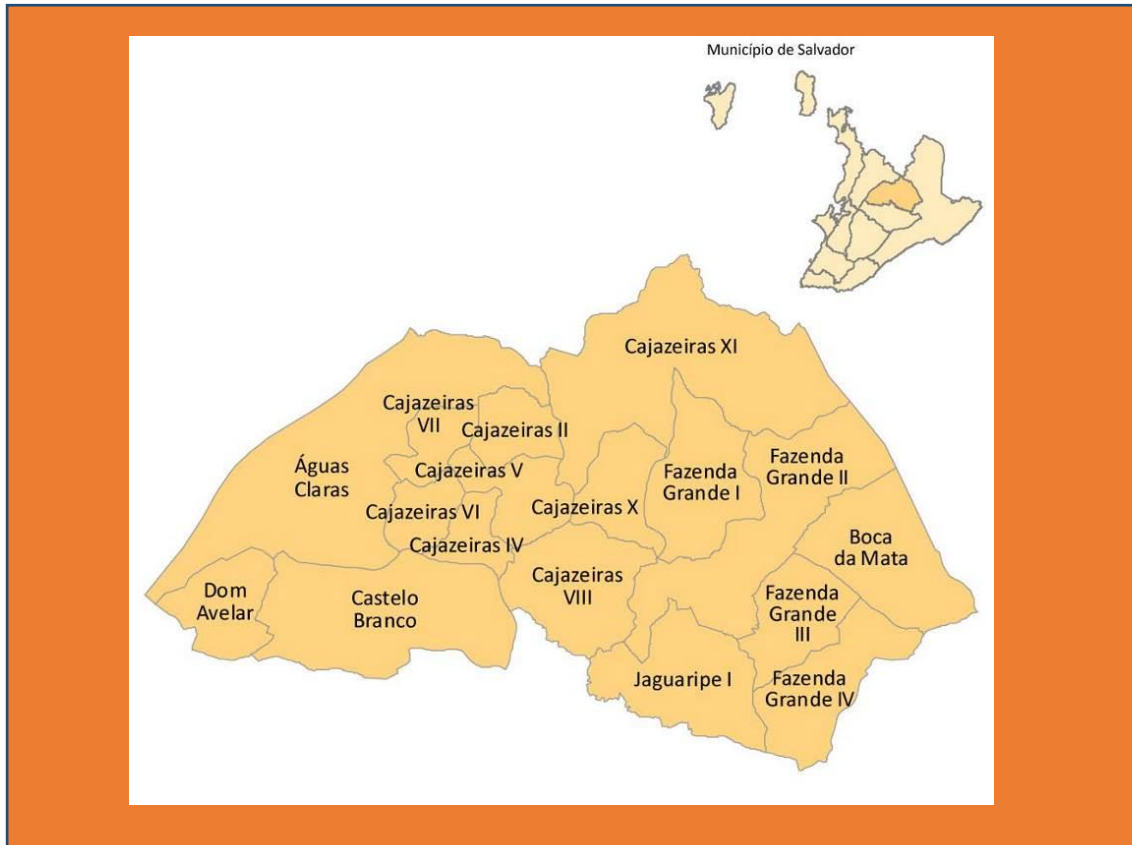 Município de Salvador
Cajazeiras XI
Cajazeiras
VII
Cajazeiras II
Águas
Claras
Cajazeiras V
Fazenda
Grande I
Fazenda
Grande II
Cajazeiras VI
Cajazeiras X
Cajazeiras IV
Boca
da Mata
Dom
Avelar
Castelo
Branco
Cajazeiras
VIII
Fazenda
Grande
III
Jaguaripe I
Fazenda
Grande IV